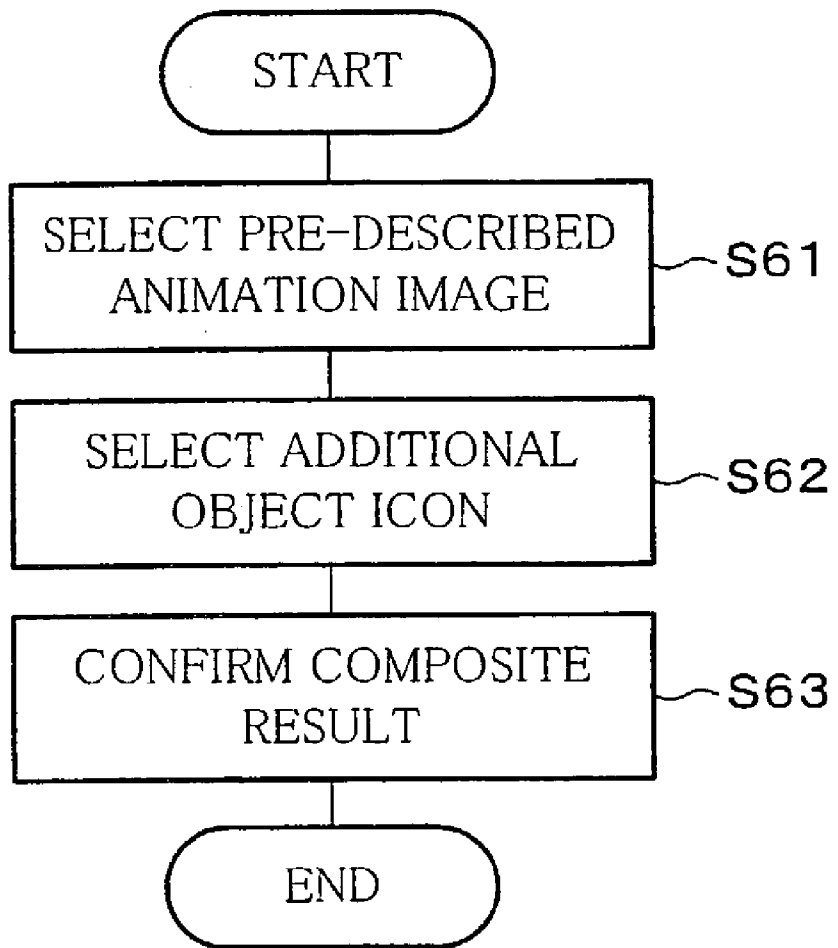 START
SELECT PRE-DESCRIBED
ANIMATION IMAGE
S61
SELECT ADDITIONAL
OBJECT ICON
S62
CONFIRM COMPOSITE
RESULT
S63
END